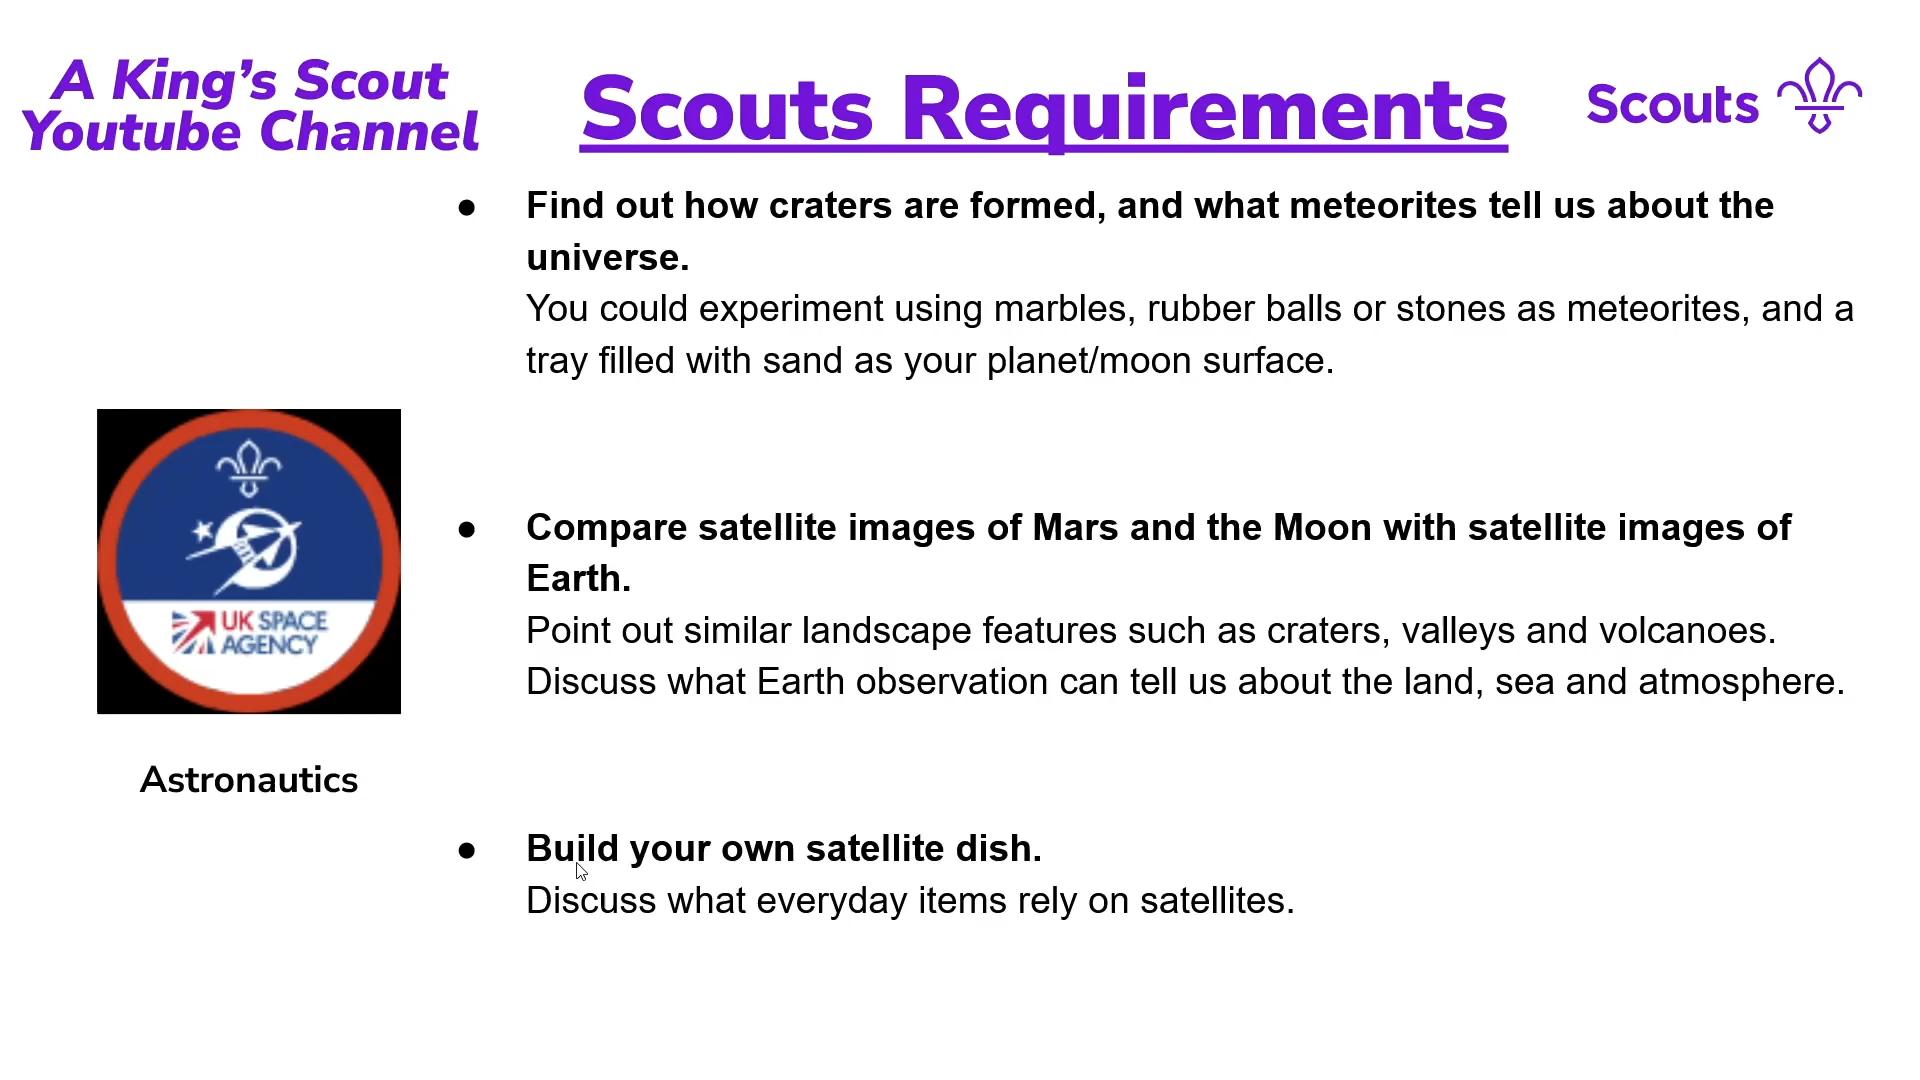 A King's Scout
Youtube Channel
Scouts Requirements
Scouts
● Find out how craters are formed, and what meteorites tell us about the
universe.
You could experiment using marbles, rubber balls or stones as meteorites, and a
tray filled with sand as your planet/moon surface.
● Compare satellite images of Mars and the Moon with satellite images of
Earth.
Point out similar landscape features such as craters, valleys and volcanoes.
Discuss what Earth observation can tell us about the land, sea and atmosphere.
● Build your own satellite dish.
Discuss what everyday items rely on satellites.
UK SPACE
AGENCY
Astronautics